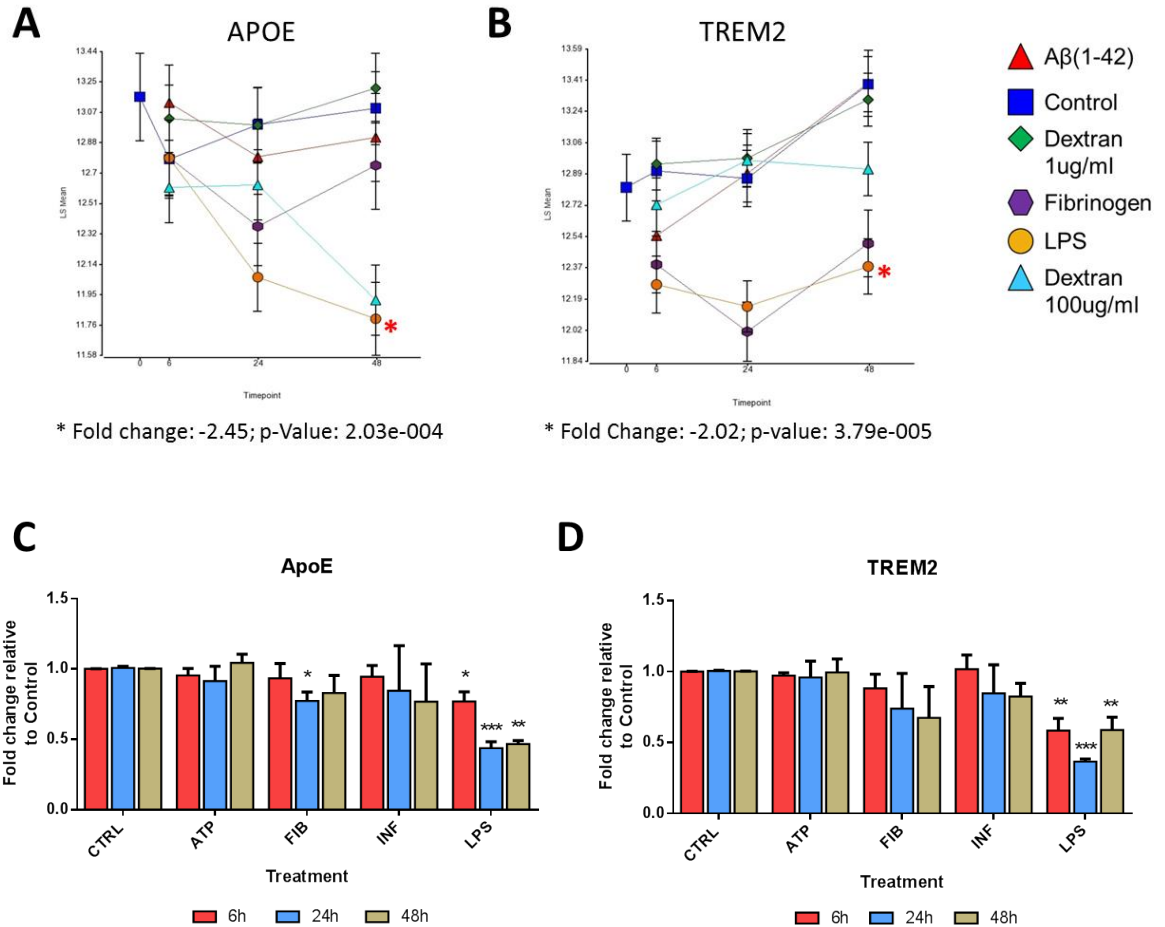 A
APOE
13.44
13.25
13.07
12.88
12.7
12.51
12.32
12.14
11.95
11.76
11.58
LS Mean
0 6 24 48
Timepoint
*
* Fold change: -2.45; p-Value: 2.03e-004
B
TREM2
13.59
13.41
13.24
13.06
12.89
12.72
12.54
12.37
12.19
12.02
11.84
LS Mean
0 6 24 48
Timepoint
*
* Fold Change: -2.02; p-value: 3.79e-005
Aβ(1-42)
Control
Dextran
1ug/ml
Fibrinogen
LPS
Dextran
100ug/ml
C
ApoE
Fold change relative
to Control
1.5
1.0
0.5
0.0
* * *** **
CTRL ATP FIB INF LPS
Treatment
6h 24h 48h
D
TREM2
Fold change relative
to Control
1.5
1.0
0.5
0.0
** *** **
CTRL ATP FIB INF LPS
Treatment
6h 24h 48h